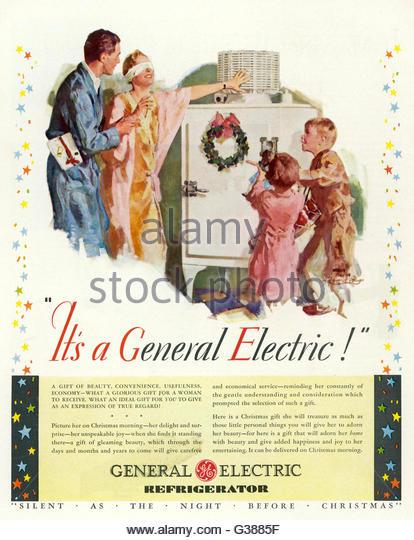 alamy
stock photo
"It's a General Electric!"
A GIFT OF BEAUTY, CONVENIENCE, USEFULNESS,
ECONOMY—WHAT A GLORIOUS GIFT FOR A WOMAN
TO RECEIVE. WHAT AN IDEAL GIFT FOR YOU TO GIVE
AS AN EXPRESSION OF TRUE REGARD!
Picture her on Christmas morning—her delight and sur-
prise—her unspeakable joy—when she finds it standing
there—a gift of gleaming beauty, which through the
days and months and years to come will give carefree
and economical service—reminding her constantly of
the gentle understanding and consideration which
prompted the selection of such a gift.
Here is a Christmas gift she will treasure as much as
those little personal things you will give her to adorn
her beauty—for here is a gift that will adorn her home
with beauty and give added happiness and joy to her
entertaining. It can be delivered on Christmas morning.
GENERAL GE ELECTRIC
REFRIGERATOR
"SILENT · AS · THE · NIGHT · BEFORE · CHRISTMAS"
alamy stock photo
G3885F